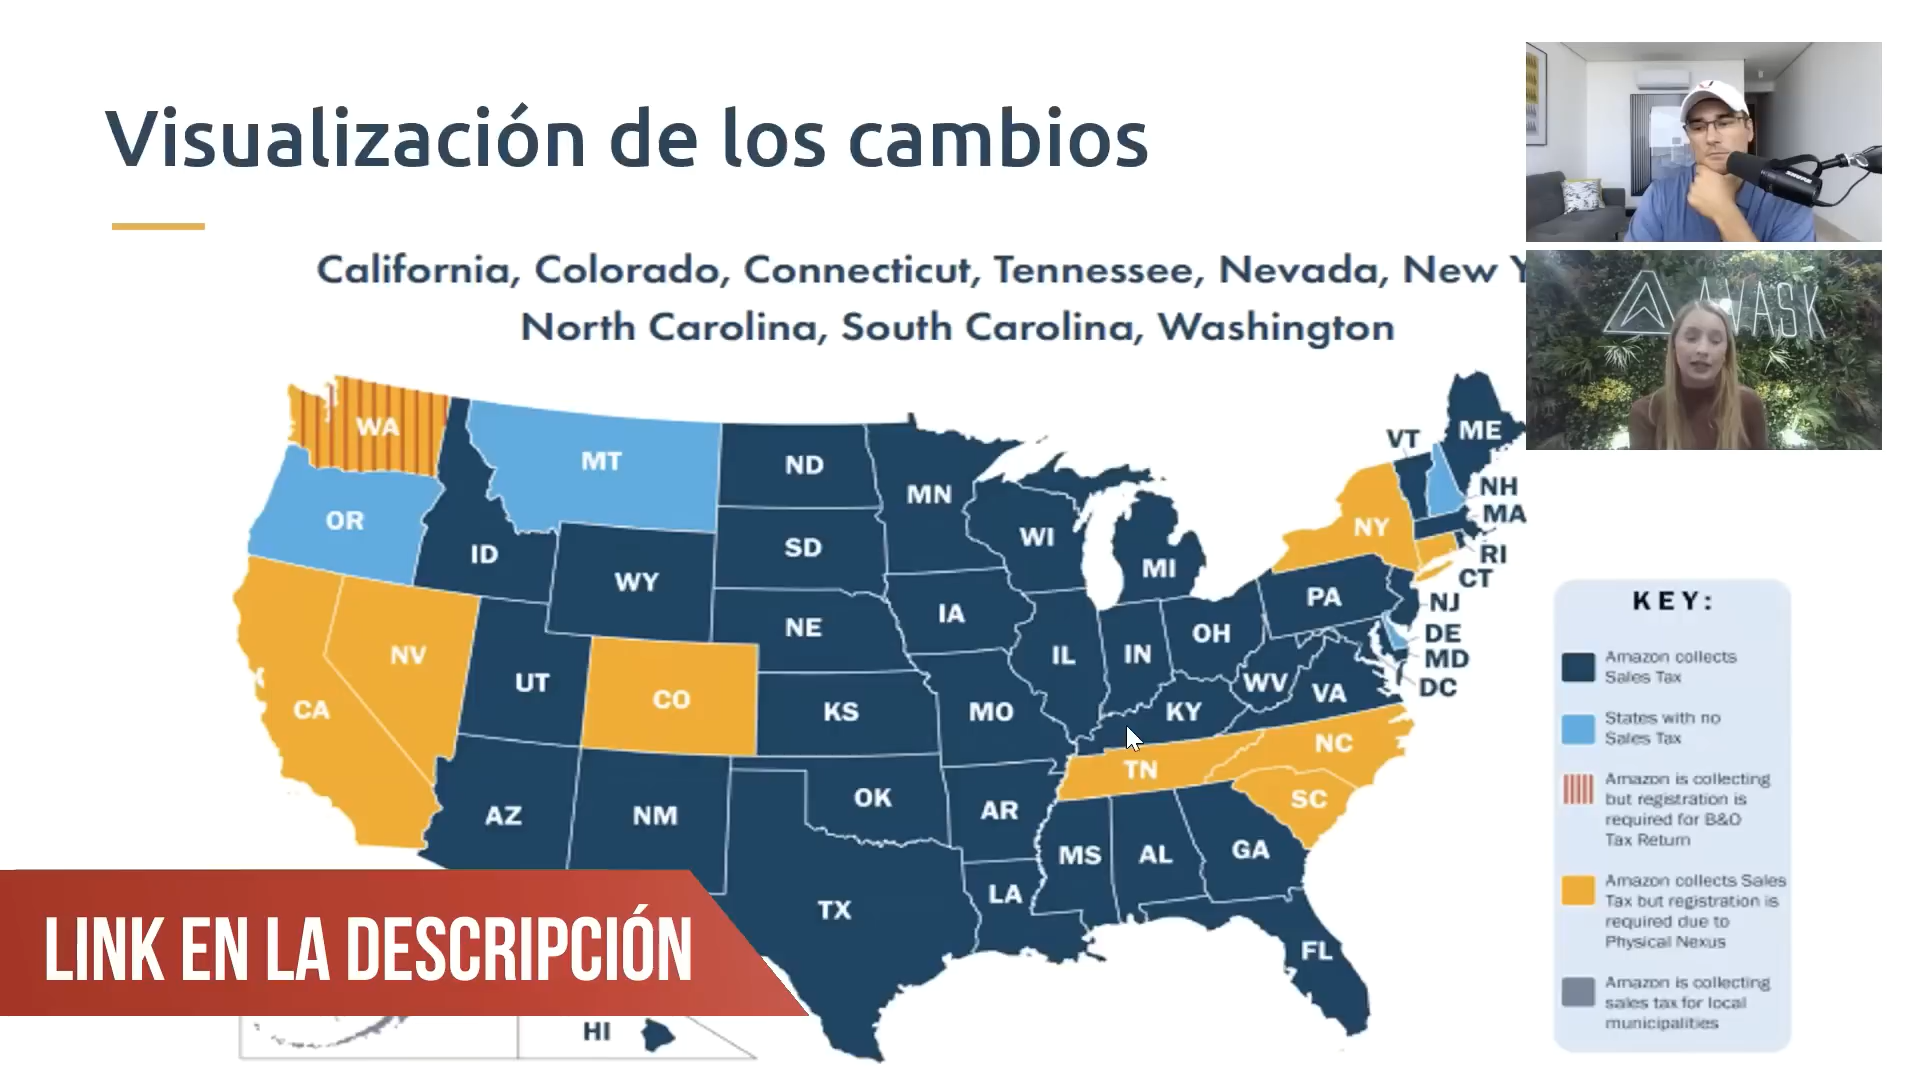 Visualización de los cambios
California, Colorado, Connecticut, Tennessee, Nevada, New Y
North Carolina, South Carolina, Washington
AVASK
WA
MT
ND
MN
OR
ID
WY
SD
WI
MI
VT
ME
NH
MA
NY
RI
CT
NV
UT
CO
NE
IA
IL
IN
OH
PA
NJ
DE
MD
DC
CA
KS
MO
KY
WV
VA
NC
TN
SC
AZ
NM
OK
AR
MS
AL
GA
TX
LA
FL
HI
KEY:
Amazon collects
Sales Tax
States with no
Sales Tax
Amazon is collecting
but registration is
required for B&O
Tax Return
Amazon collects Sales
Tax but registration is
required due to
Physical Nexus
Amazon is collecting
sales tax for local
municipalities
LINK EN LA DESCRIPCIÓN